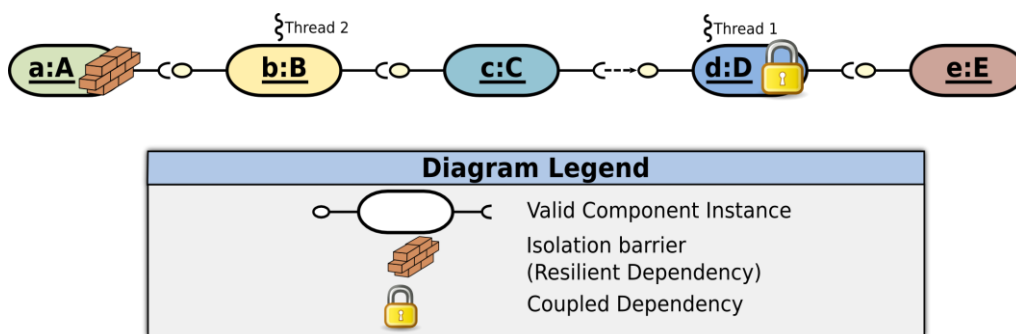 Thread 2
Thread 1
a:A
b:B
c:C
d:D
e:E
Diagram Legend
Valid Component Instance
Isolation barrier
(Resilient Dependency)
Coupled Dependency